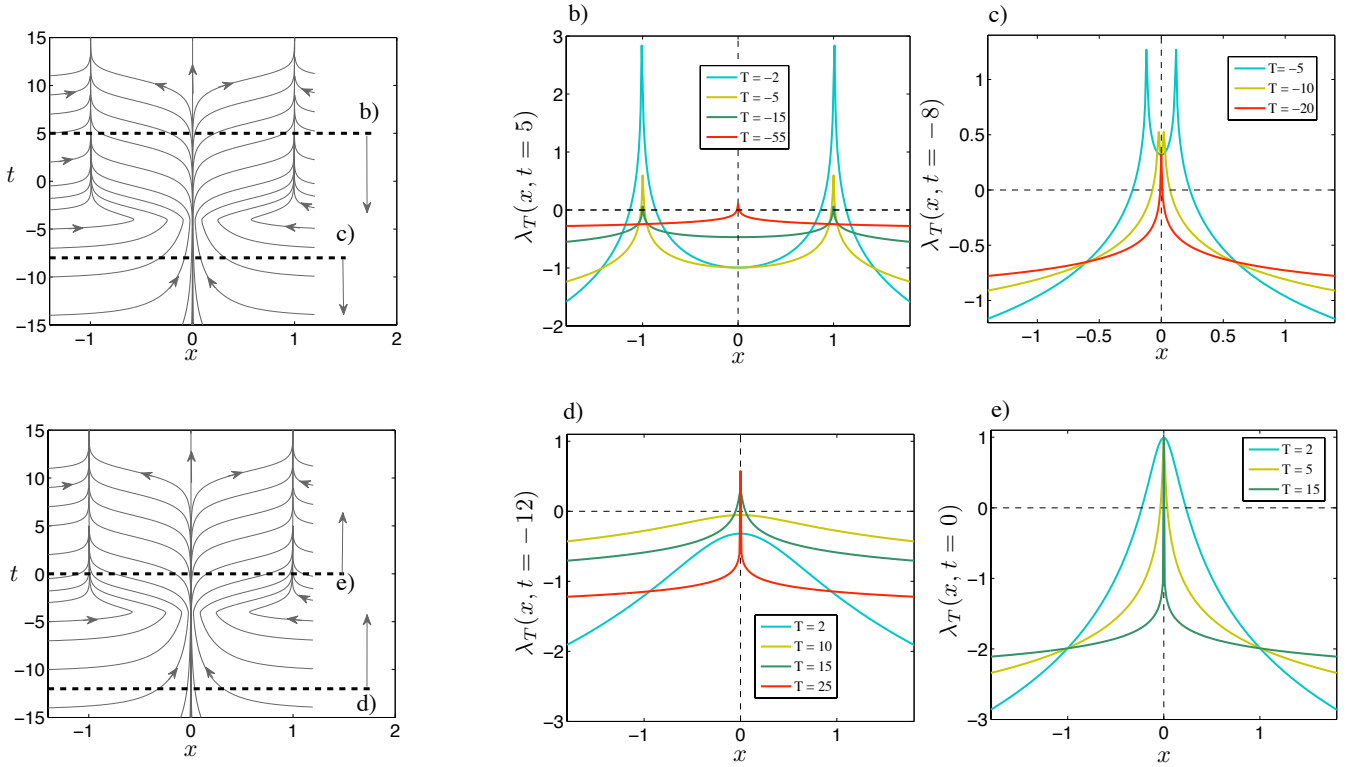 b)
c)
15
10
5
0
−5
−10
−15
t
−1
0
1
2
x
b)
c)
3
2
1
0
−1
−2
λT(x, t = 5)
T = −2
T = −5
T = −15
T = −55
−1
0
1
x
1
0.5
0
−0.5
−1
λT(x, t = −8)
T= −5
T = −10
T = −20
−1
−0.5
0
0.5
1
x
d)
e)
15
10
5
0
−5
−10
−15
t
−1
0
1
2
x
e)
d)
1
0
−1
−2
−3
λT(x, t = −12)
T = 2
T = 10
T = 15
T = 25
−1
0
1
x
1
0
−1
−2
−3
λT(x, t = 0)
T = 2
T = 5
T = 15
−1
0
1
x